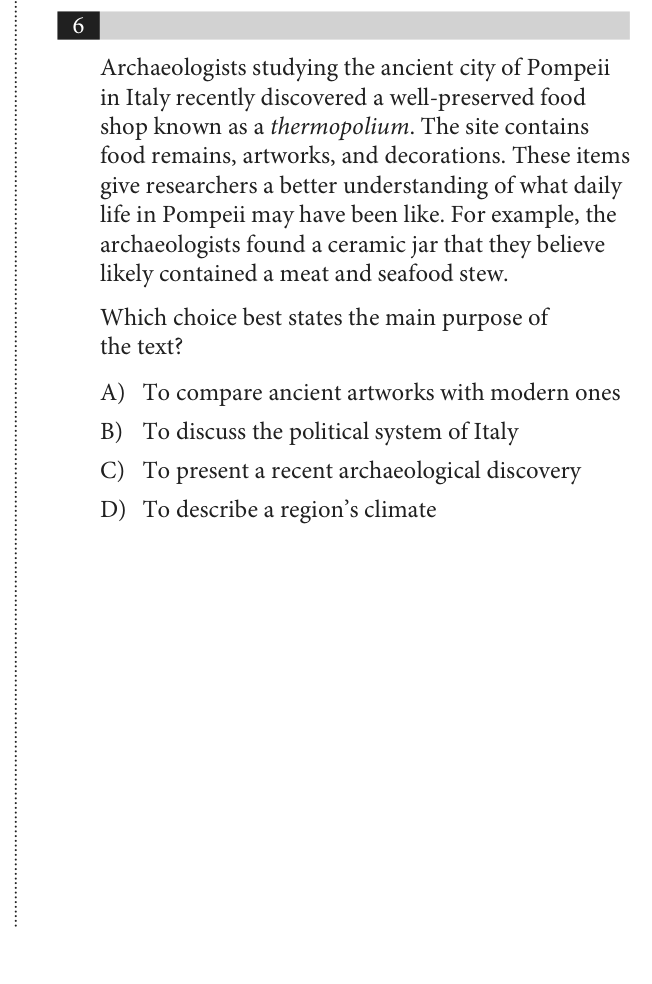 6
Archaeologists studying the ancient city of Pompeii
in Italy recently discovered a well-preserved food
shop known as a thermopolium. The site contains
food remains, artworks, and decorations. These items
give researchers a better understanding of what daily
life in Pompeii may have been like. For example, the
archaeologists found a ceramic jar that they believe
likely contained a meat and seafood stew.
Which choice best states the main purpose of
the text?
A) To compare ancient artworks with modern ones
B) To discuss the political system of Italy
C) To present a recent archaeological discovery
D) To describe a region’s climate